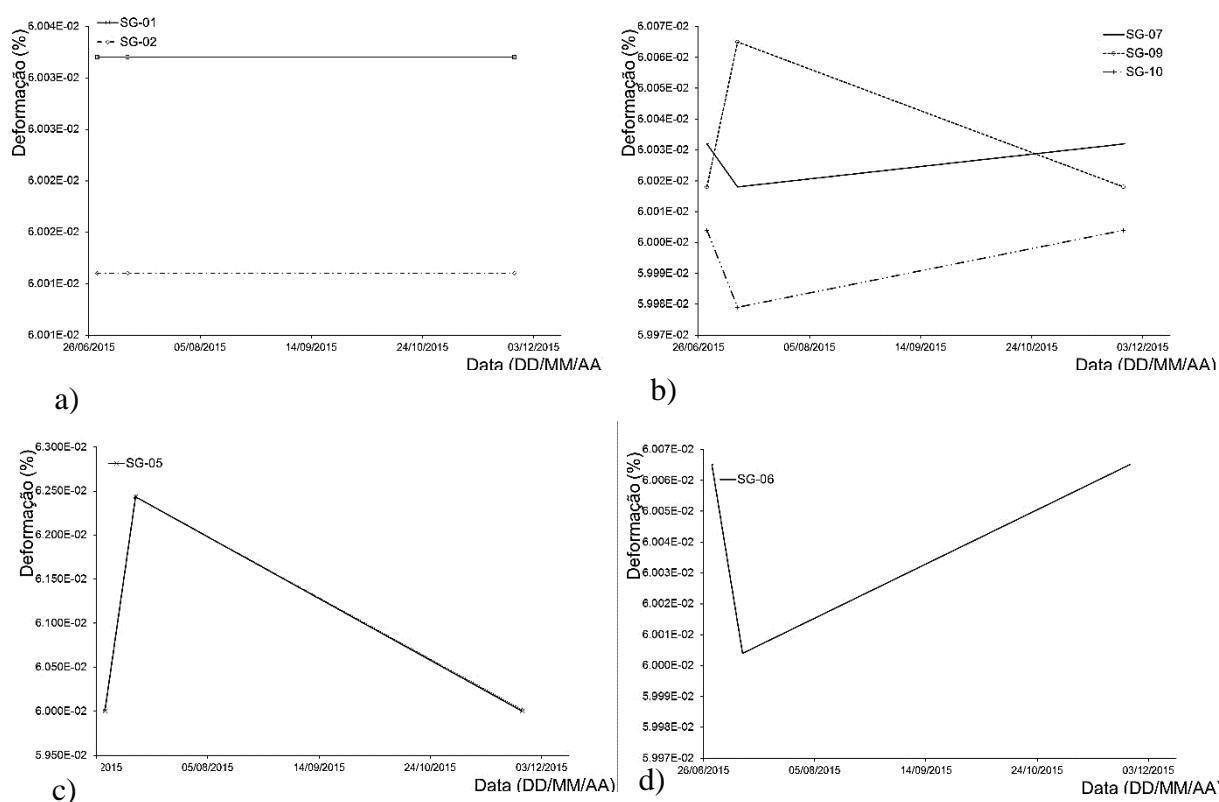 6.004E-02
SG-01
SG-02
6.003E-02
6.003E-02
6.002E-02
6.002E-02
6.001E-02
6.001E-02
Deformação (%)
26/06/2015 05/08/2015 14/09/2015 24/10/2015 03/12/2015
Data (DD/MM/AA)
a)
6.007E-02
6.006E-02
6.005E-02
6.004E-02
6.003E-02
6.002E-02
6.001E-02
6.000E-02
5.999E-02
5.998E-02
5.997E-02
Deformação (%)
SG-07
SG-09
SG-10
26/06/2015 05/08/2015 14/09/2015 24/10/2015 03/12/2015
Data (DD/MM/AA)
b)
6.300E-02
6.250E-02
6.200E-02
6.150E-02
6.100E-02
6.050E-02
6.000E-02
5.950E-02
Deformação (%)
SG-05
2015 05/08/2015 14/09/2015 24/10/2015 03/12/2015
Data (DD/MM/AA)
c)
6.007E-02
6.006E-02
6.005E-02
6.004E-02
6.003E-02
6.002E-02
6.001E-02
6.000E-02
5.999E-02
5.998E-02
5.997E-02
Deformação (%)
SG-06
26/06/2015 05/08/2015 14/09/2015 24/10/2015 03/12/2015
Data (DD/MM/AA)
d)